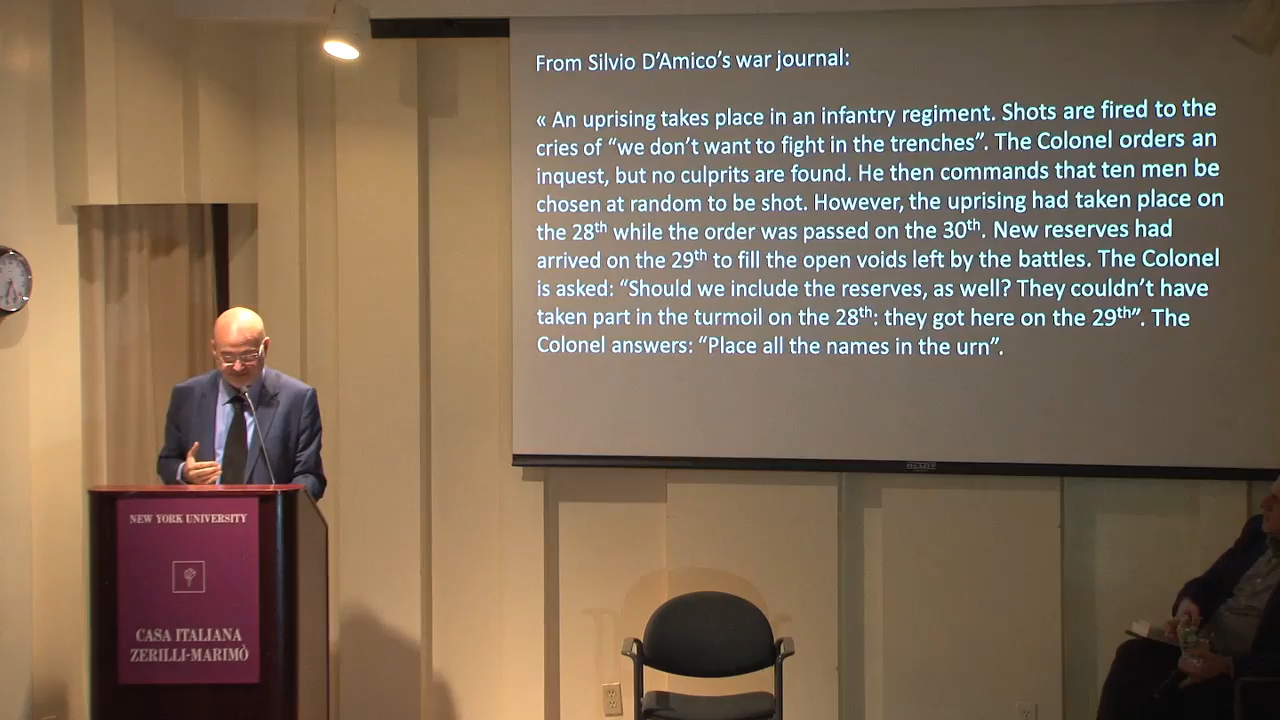 From Silvio D’Amico’s war journal:
« An uprising takes place in an infantry regiment. Shots are fired to the
cries of “we don’t want to fight in the trenches”. The Colonel orders an
inquest, but no culprits are found. He then commands that ten men be
chosen at random to be shot. However, the uprising had taken place on
the 28th while the order was passed on the 30th. New reserves had
arrived on the 29th to fill the open voids left by the battles. The Colonel
is asked: “Should we include the reserves, as well? They couldn’t have
taken part in the turmoil on the 28th: they got here on the 29th”. The
Colonel answers: “Place all the names in the urn”.
NEW YORK UNIVERSITY
CASA ITALIANA
ZERILLI-MARIMÒ